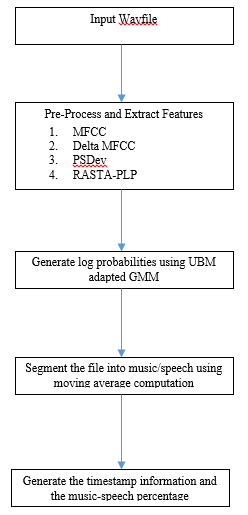 Input Wavfile
Pre-Process and Extract Features
1. MFCC
2. Delta MFCC
3. PSDev
4. RASTA-PLP
Generate log probabilities using UBM
adapted GMM
Segment the file into music/speech using
moving average computation
Generate the timestamp information and
the music-speech percentage